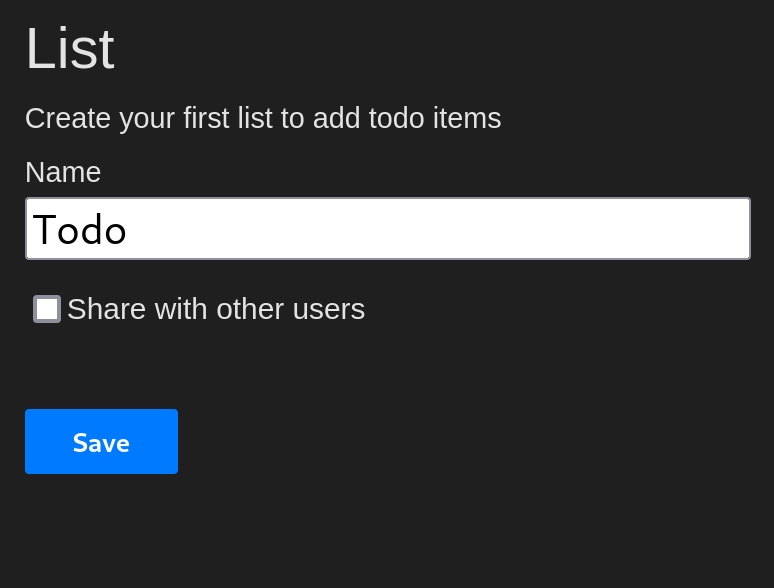 List
Create your first list to add todo items
Name
Todo
Share with other users
Save